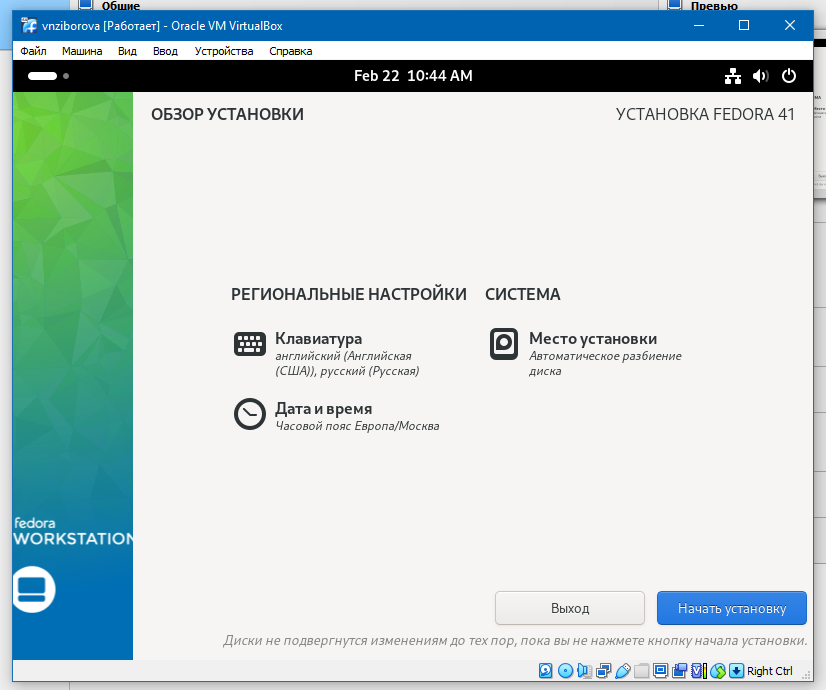 Общие
Превью
vnziborova [Работает] - Oracle VM VirtualBox
Файл Машина Вид Ввод Устройства Справка
Feb 22 10:44 AM
ОБЗОР УСТАНОВКИ
УСТАНОВКА FEDORA 41
РЕГИОНАЛЬНЫЕ НАСТРОЙКИ
СИСТЕМА
Клавиатура
английский (Английская
(США)), русский (Русская)
Место установки
Автоматическое разбиение
диска
Дата и время
Часовой пояс Европа/Москва
fedora
WORKSTATION
Выход
Начать установку
Диски не подвергнутся изменениям до тех пор, пока вы не нажмете кнопку начала установки.
Right Ctrl